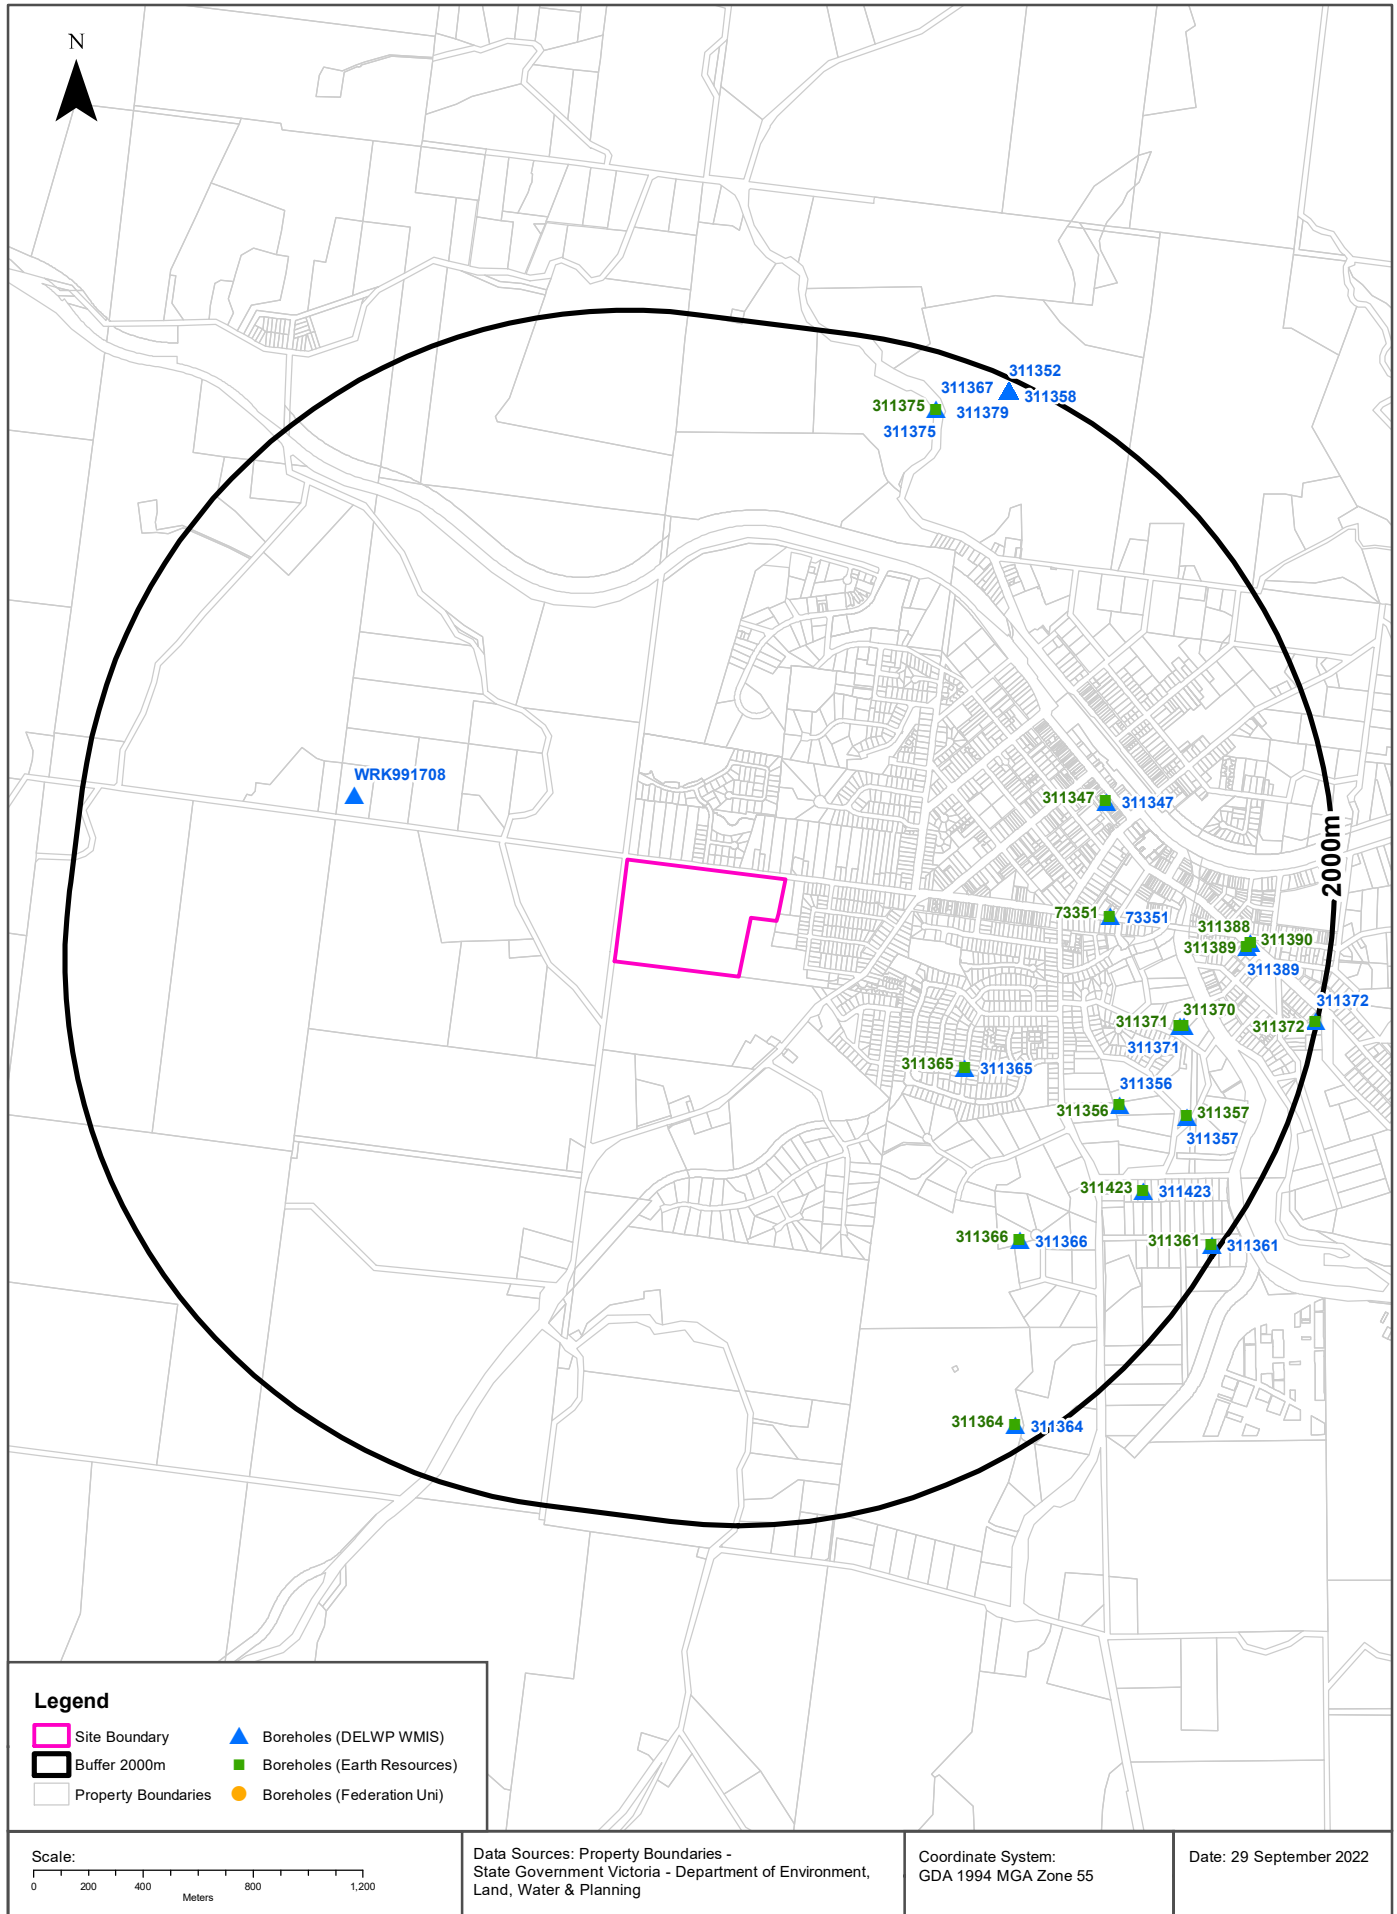 N
311352
311367
311358
311375
311379
311375
WRK991708
311347
311347
2000m
73351
73351
311388
311390
311389
311389
311372
311370
311371
311372
311371
311365
311365
311356
311356
311357
311357
311423
311423
311366
311366
311361
311361
311364
311364
Legend
Site Boundary
Boreholes (DELWP WMIS)
Buffer 2000m
Boreholes (Earth Resources)
Property Boundaries
Boreholes (Federation Uni)
Scale:
0 200 400 800 1,200
Meters
Data Sources: Property Boundaries -
State Government Victoria - Department of Environment,
Land, Water & Planning
Coordinate System:
GDA 1994 MGA Zone 55
Date: 29 September 2022